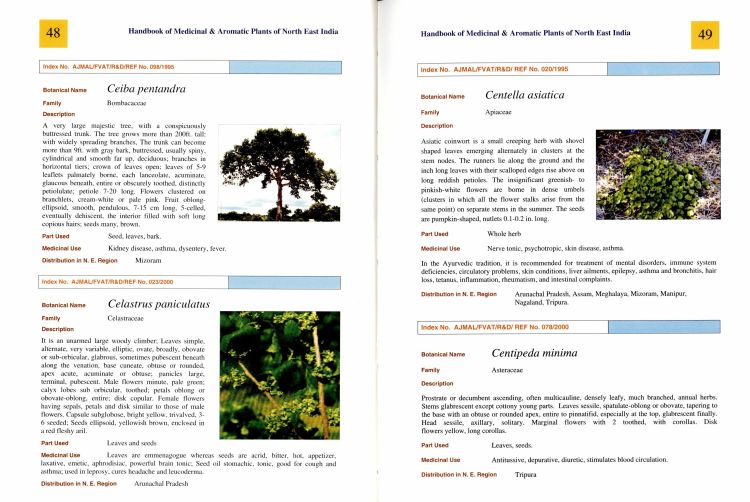 48
Handbook of Medicinal & Aromatic Plants of North East India
Index No. AJMAL/FVAT/R&D/REF No. 098/1995
Botanical Name Ceiba pentandra
Family Bombacaceae
Description
A very large majestic tree, with a conspicuously
buttressed trunk. The tree grows more than 200ft. tall:
with widely spreading branches, The trunk can become
more than 9ft. with gray bark, buttressed, usually spiny,
cylindrical and smooth far up, deciduous; branches in
horizontal tiers; crown of leaves open; leaves of 5-9
leaflets palmately borne, each lanceolate, acuminate,
glaucous beneath, entire or obscurely toothed, distinctly
petiolulate; petiole 7-20 long. Flowers clustered on
branchlets, cream-white or pale pink. Fruit oblong-
ellipsoid, smooth, pendulous, 7-15 cm long, 5-celled,
eventually dehiscent, the interior filled with soft long
copious hairs; seeds many, brown.
Part Used Seed, leaves, bark.
Medicinal Use Kidney disease, asthma, dysentery, fever.
Distribution in N. E. Region Mizoram
Index No. AJMAL/FVAT/R&D/REF No. 023/2000
Botanical Name Celastrus paniculatus
Family Celastraceae
Description
It is an unarmed large woody climber; Leaves simple,
alternate, very variable, elliptic, ovate, broadly, obovate
or sub-orbicular, glabrous, sometimes pubescent beneath
along the venation, base cuneate, obtuse or rounded,
apex acute, acuminate or obtuse; panicles large,
terminal, pubescent. Male flowers minute, pale green;
calyx lobes sub orbicular, toothed; petals oblong or
obovate-oblong, entire; disk copular. Female flowers
having sepals, petals and disk similar to those of male
flowers. Capsule subglobose, bright yellow, trivalved, 3-
6 seeded; Seeds ellipsoid, yellowish brown, enclosed in
a red fleshy aril.
Part Used Leaves and seeds
Medicinal Use Leaves are emmenagogue whereas seeds are acrid, bitter, hot, appetizer,
laxative, emetic, aphrodisiac, powerful brain tonic; Seed oil stomachic, tonic, good for cough and
asthma; used in leprosy, cures headache and leucoderma.
Distribution in N. E. Region Arunachal Pradesh
Handbook of Medicinal & Aromatic Plants of North East India
49
Index No. AJMAL/FVAT/R&D/ REF No. 020/1995
Botanical Name Centella asiatica
Family Apiaceae
Description
Asiatic coinwort is a small creeping herb with shovel
shaped leaves emerging alternately in clusters at the
stem nodes. The runners lie along the ground and the
inch long leaves with their scalloped edges rise above on
long reddish petioles. The insignificant greenish- to
pinkish-white flowers are borne in dense umbels
(clusters in which all the flower stalks arise from the
same point) on separate stems in the summer. The seeds
are pumpkin-shaped, nutlets 0.1-0.2 in. long.
Part Used Whole herb
Medicinal Use Nerve tonic, psychotropic, skin disease, asthma.
In the Ayurvedic tradition, it is recommended for treatment of mental disorders, immune system
deficiencies, circulatory problems, skin conditions, liver ailments, epilepsy, asthma and bronchitis, hair
loss, tetanus, inflammation, rheumatism, and intestinal complaints.
Distribution in N. E. Region Arunachal Pradesh, Assam, Meghalaya, Mizoram, Manipur,
Nagaland, Tripura.
Index No. AJMAL/FVAT/R&D/ REF No. 078/2000
Botanical Name Centipeda minima
Family Asteraceae
Description
Prostrate or decumbent ascending, often multicauline, densely leafy, much branched, annual herbs.
Stems glabrescent except cottony young parts. Leaves sessile, spatulate-oblong or obovate, tapering to
the base with an obtuse or rounded apex, entire to pinnatifid, especially at the top, glabrescent finally.
Head sessile, axillary, solitary. Marginal flowers with 2 toothed, with corollas. Disk
flowers yellow, long corollas.
Part Used Leaves, seeds.
Medicinal Use Antitussive, depurative, diuretic, stimulates blood circulation.
Distribution in N. E. Region Tripura